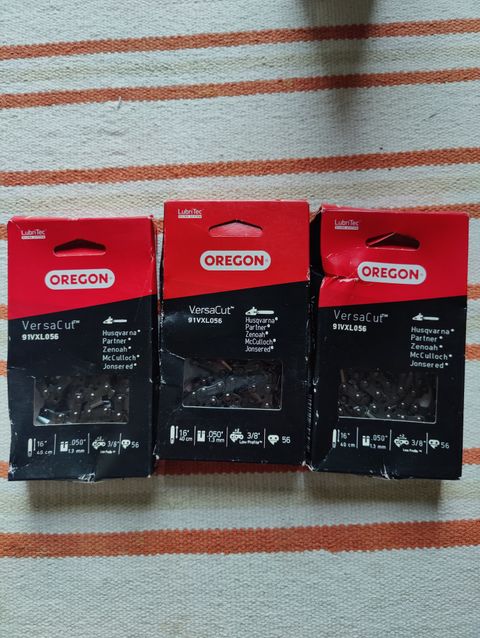 LubriTec
OREGON
VersaCut™
91VXL056
Husqvarna*
Partner*
Zenoah*
McCulloch*
Jonsered*
16" .050" 3/8" 56
40 cm 1.3 mm
LubriTec
OREGON
VersaCut™
91VXL056
Husqvarna*
Partner*
Zenoah*
McCulloch*
Jonsered*
16" .050" 3/8" 56
40 cm 1.3 mm Low Profile™
LubriTec
OREGON
VersaCut™
91VXL056
Husqvarna*
Partner*
Zenoah*
McCulloch*
Jonsered*
16" .050" 3/8" 56
40 cm 1.3 mm Low Profile™